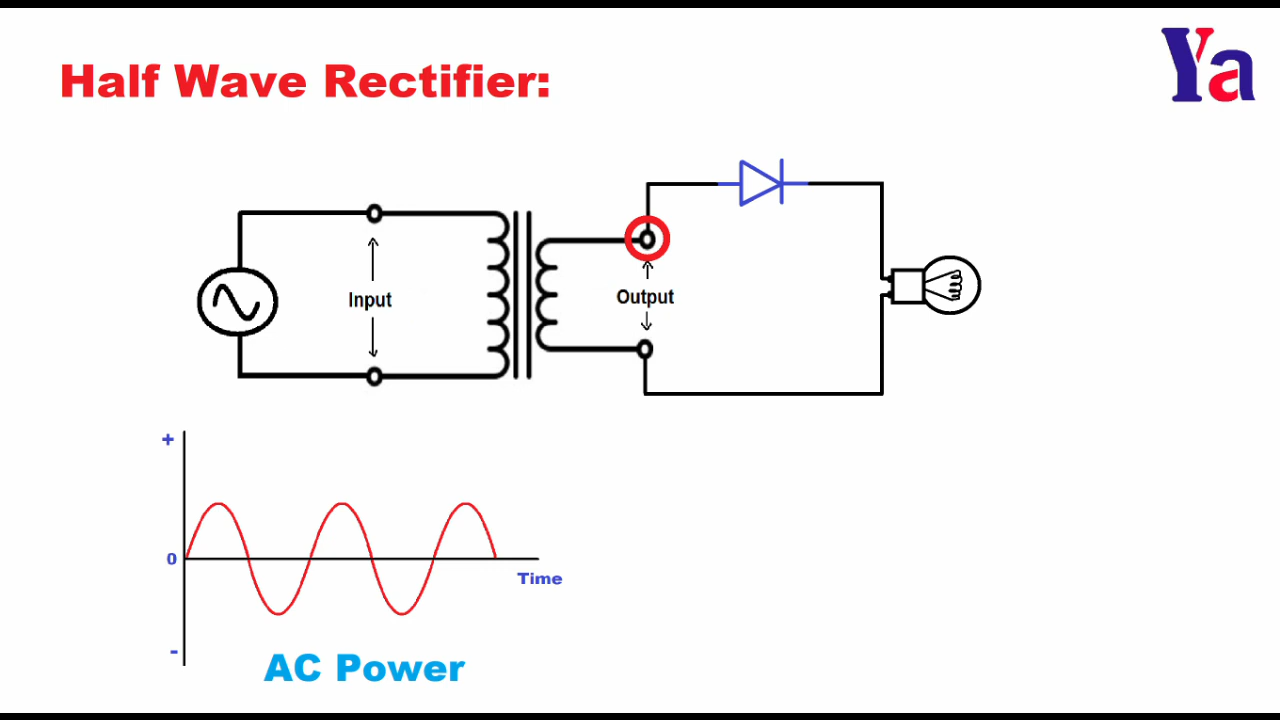 Half Wave Rectifier:
Ya
Input
Output
+
0
Time
-
AC Power